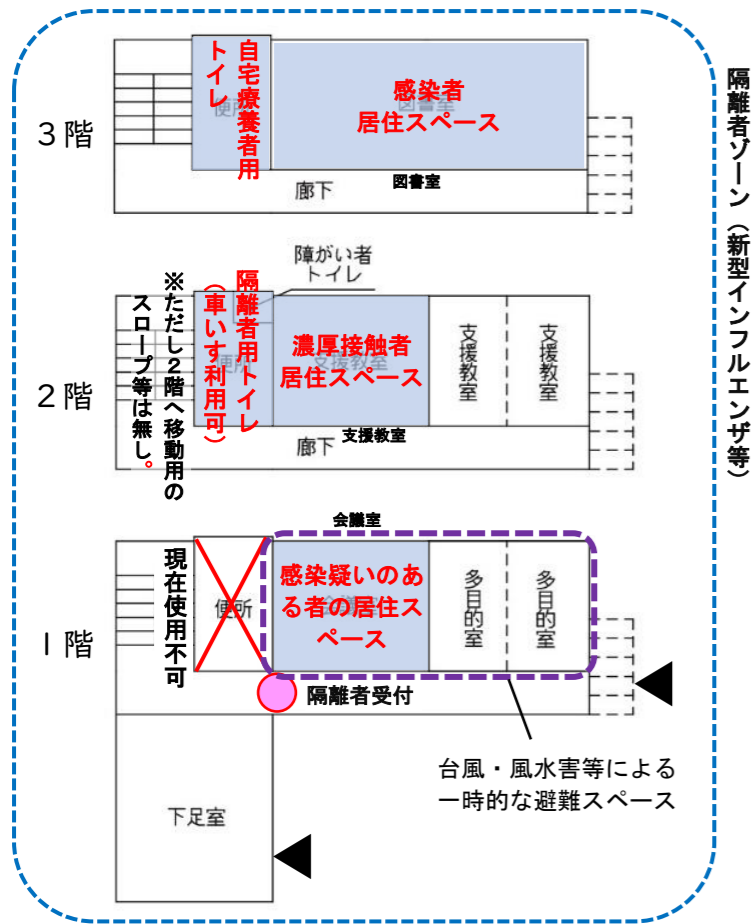 隔離者ゾーン（新型インフルエンザ等）
3階
自宅療養者用
トイレ
便所
感染者
居住スペース
図書室
廊下
図書室
2階
障がい者
トイレ
※ただし２階へ移動用の
スロープ等は無し。
隔離者用トイレ
（車いす利用可）
便所
濃厚接触者
居住スペース
支援教室
支援教室
支援教室
廊下
支援教室
1階
会議室
現在使用不可
便所
感染疑いのあ
る者の居住ス
ペース
会議室
多目的室
多目的室
隔離者受付
台風・風水害等による
一時的な避難スペース
下足室